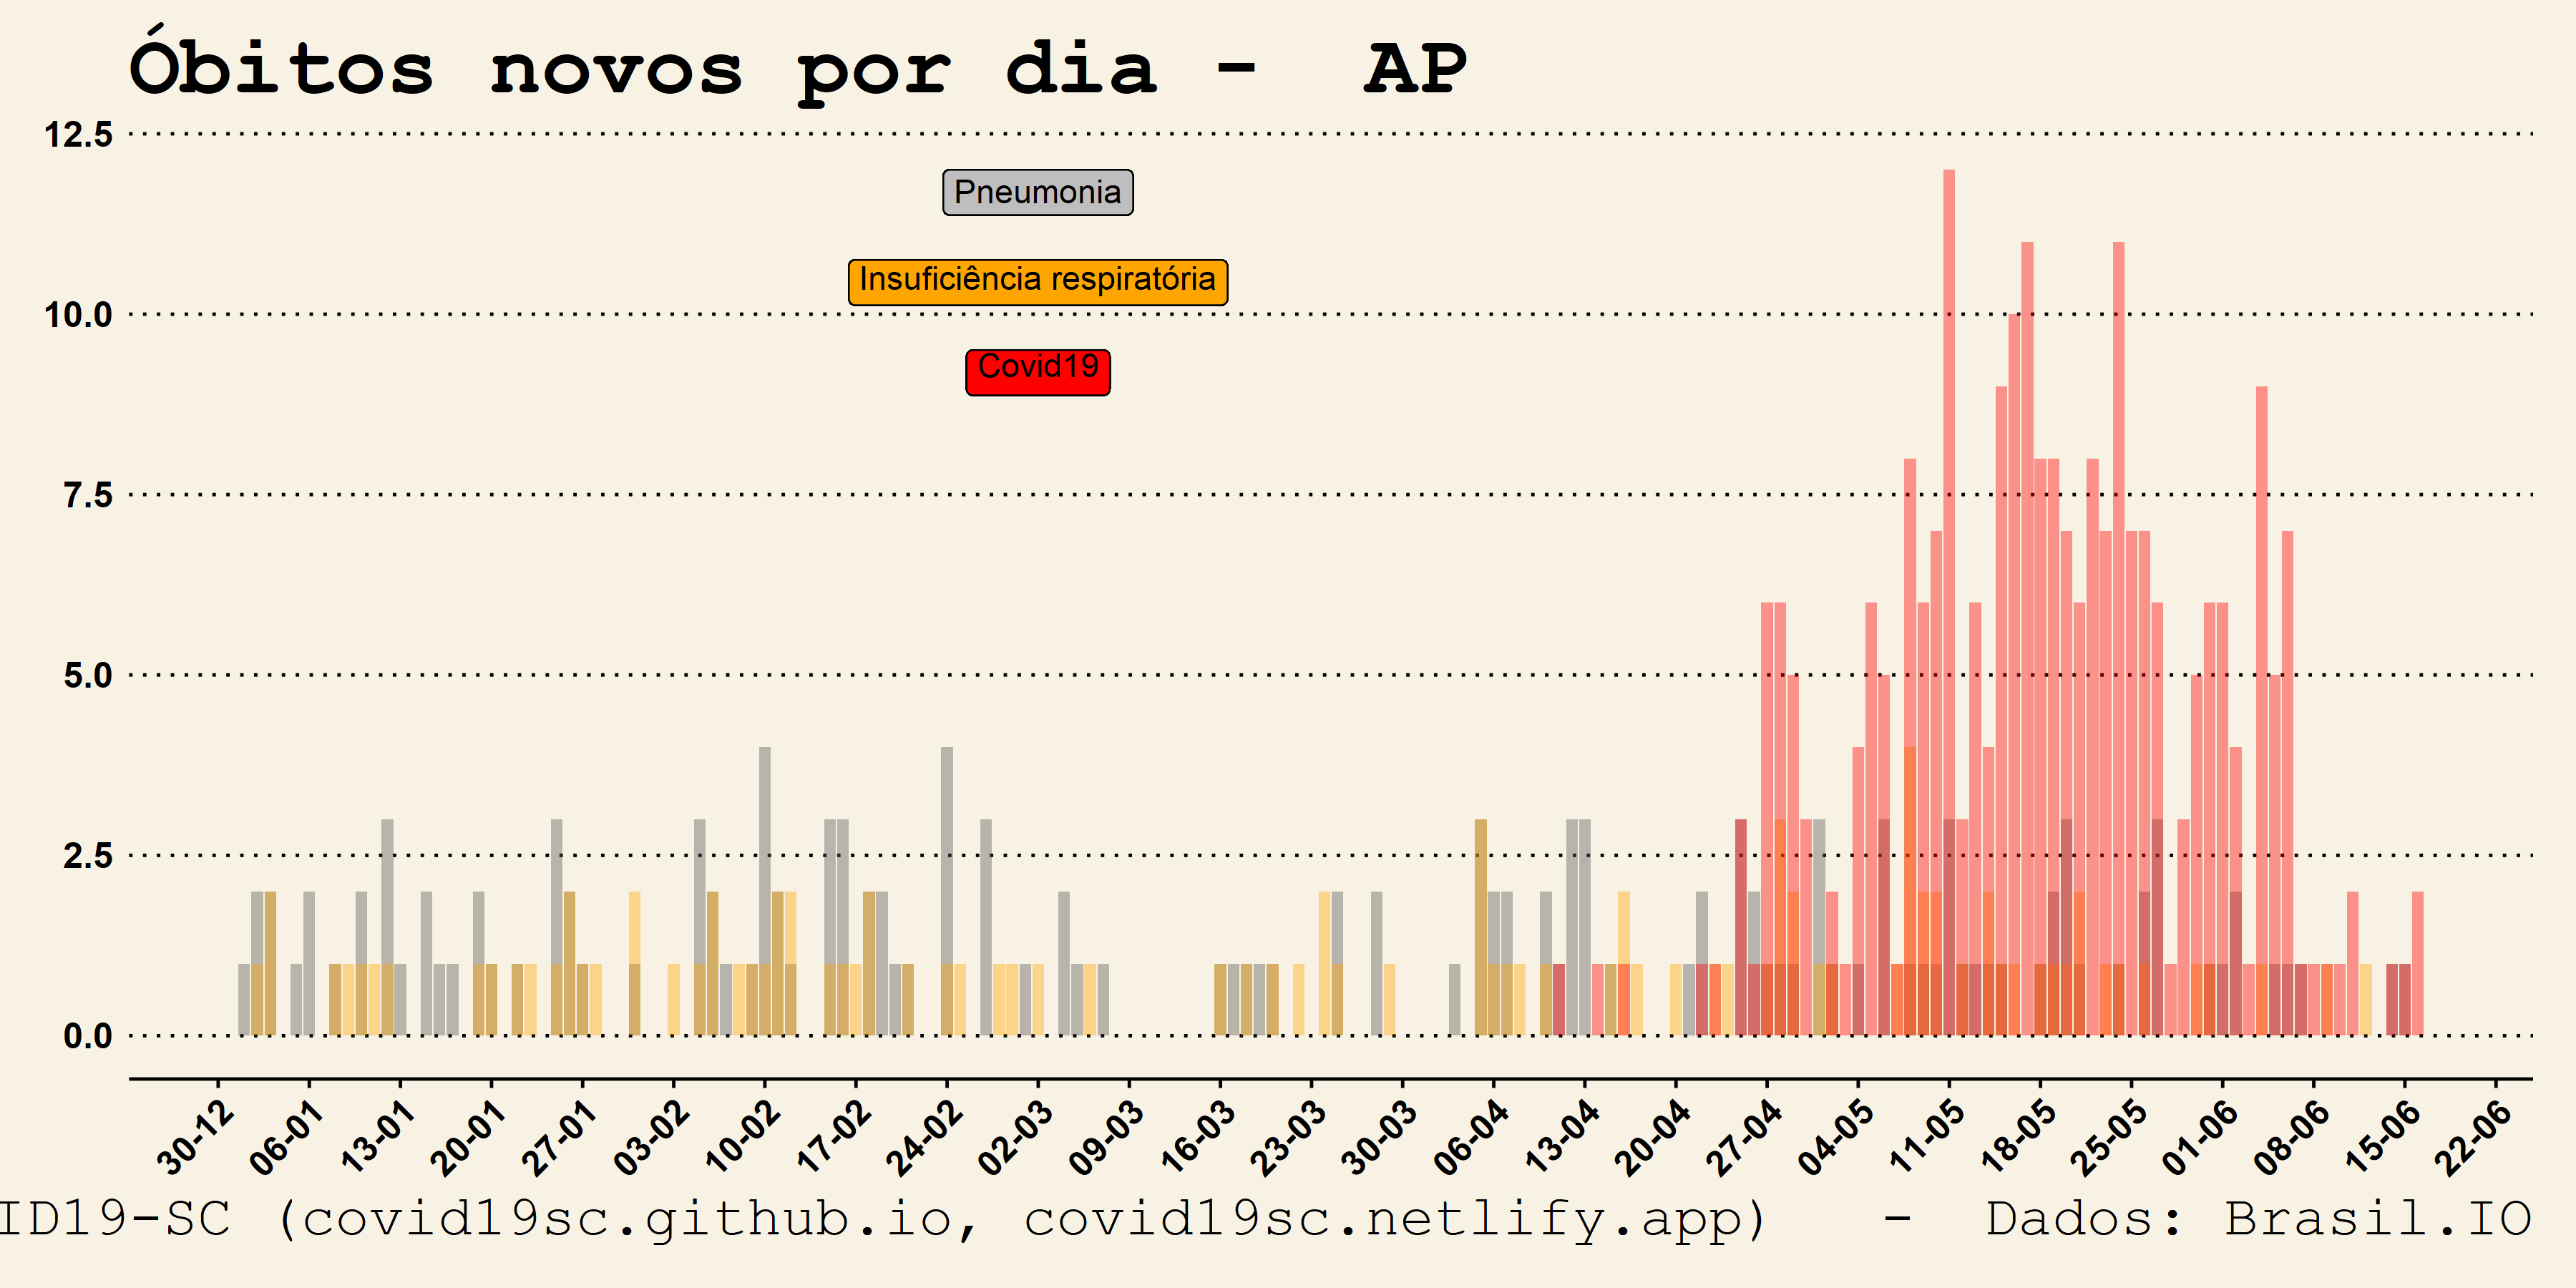 Óbitos novos por dia - AP
12.5
Pneumonia
Insuficiência respiratória
10.0
Covid19
7.5
5.0
2.5
0.0
30-12 06-01 13-01 20-01 27-01 03-02 10-02 17-02 24-02 02-03 09-03 16-03 23-03 30-03 06-04 13-04 20-04 27-04 04-05 11-05 18-05 25-05 01-06 08-06 15-06 22-06
ID19-SC (covid19sc.github.io, covid19sc.netlify.app) - Dados: Brasil.IO